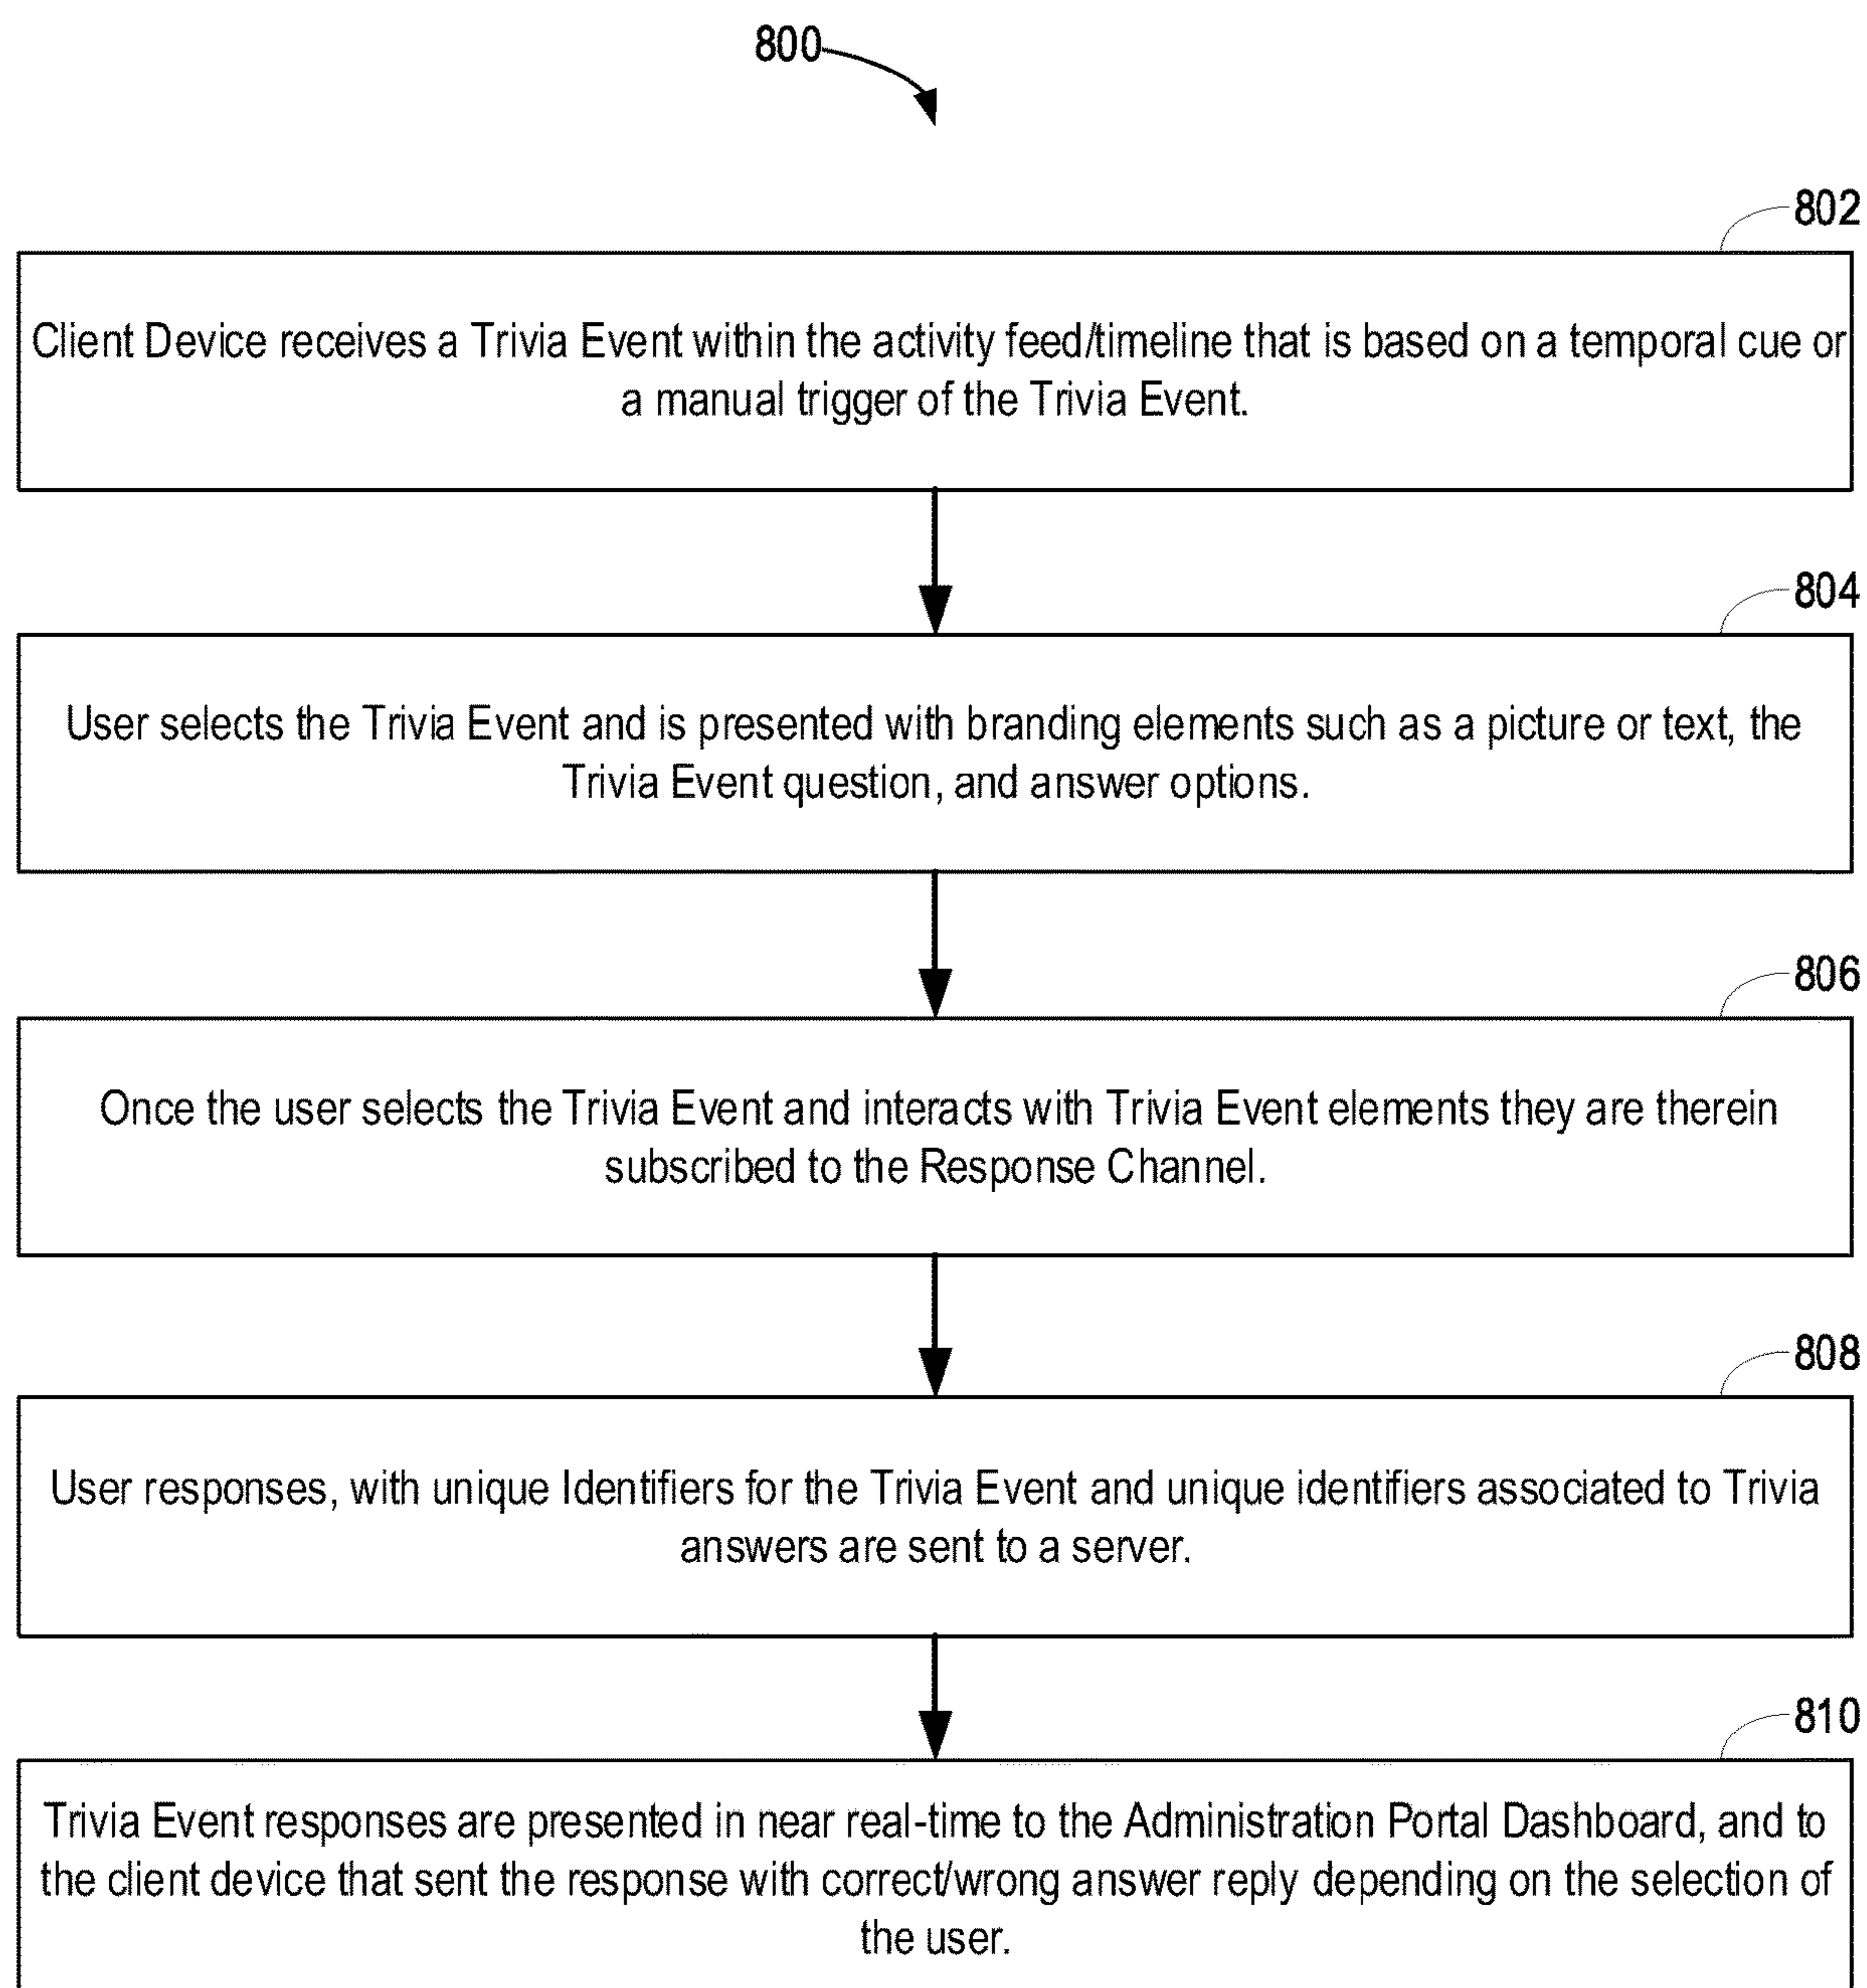 800
802
Client Device receives a Trivia Event within the activity feed/timeline that is based on a temporal cue or
a manual trigger of the Trivia Event.
804
User selects the Trivia Event and is presented with branding elements such as a picture or text, the
Trivia Event question, and answer options.
806
Once the user selects the Trivia Event and interacts with Trivia Event elements they are therein
subscribed to the Response Channel.
808
User responses, with unique Identifiers for the Trivia Event and unique identifiers associated to Trivia
answers are sent to a server.
810
Trivia Event responses are presented in near real-time to the Administration Portal Dashboard, and to
the client device that sent the response with correct/wrong answer reply depending on the selection of
the user.